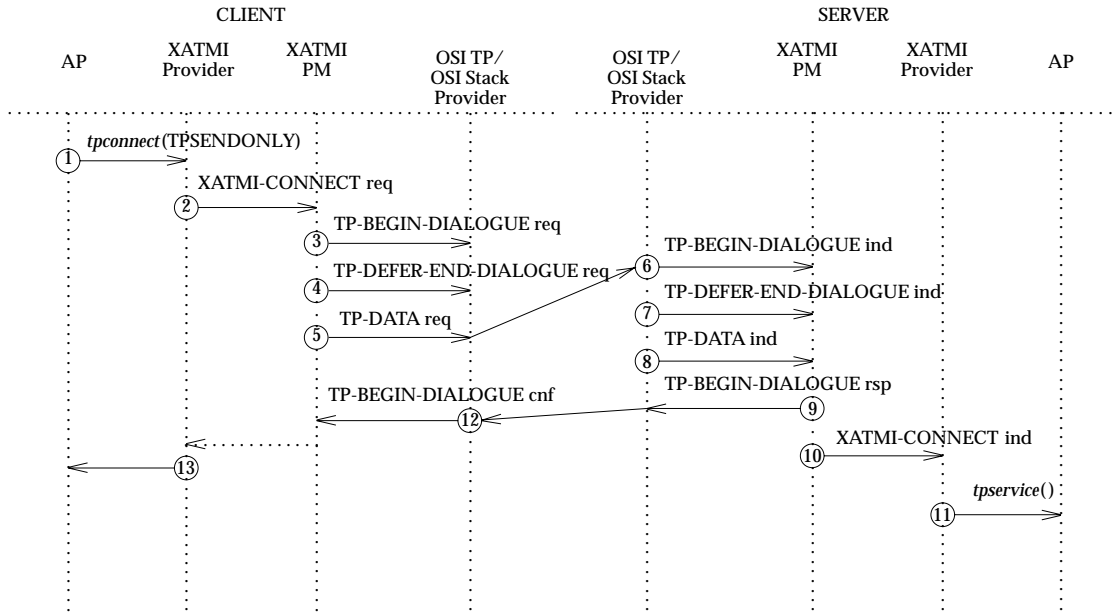 CLIENT SERVER
AP XATMI Provider XATMI PM OSI TP/ OSI Stack Provider OSI TP/ OSI Stack Provider XATMI PM XATMI Provider AP
tpconnect(TPSENDONLY)
1
XATMI-CONNECT req
2
TP-BEGIN-DIALOGUE req TP-BEGIN-DIALOGUE ind
3 6
TP-DEFER-END-DIALOGUE req TP-DEFER-END-DIALOGUE ind
4 7
TP-DATA req TP-DATA ind
5 8
TP-BEGIN-DIALOGUE cnf TP-BEGIN-DIALOGUE rsp
12 9
XATMI-CONNECT ind
13 10
tpservice()
11